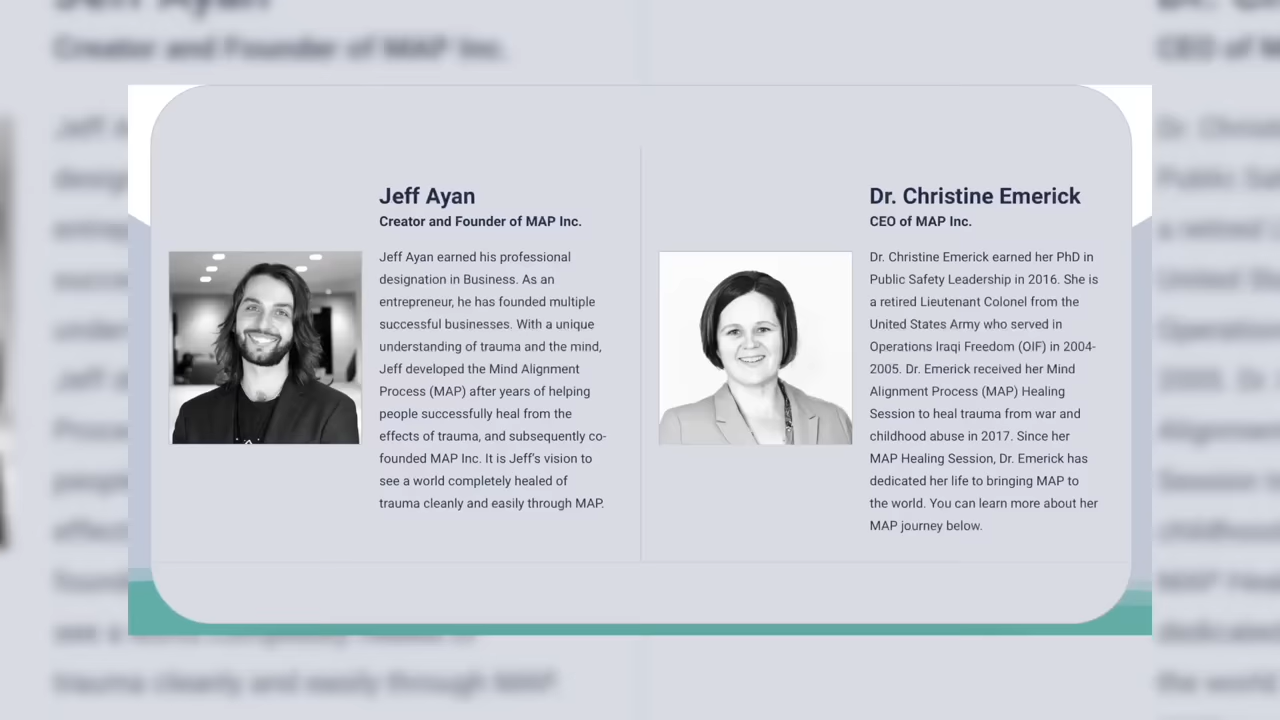 Jeff Ayan
Creator and Founder of MAP Inc.
Jeff Ayan earned his professional
designation in Business. As an
entrepreneur, he has founded multiple
successful businesses. With a unique
understanding of trauma and the mind,
Jeff developed the Mind Alignment
Process (MAP) after years of helping
people successfully heal from the
effects of trauma, and subsequently co-
founded MAP Inc. It is Jeff's vision to
see a world completely healed of
trauma cleanly and easily through MAP.
Dr. Christine Emerick
CEO of MAP Inc.
Dr. Christine Emerick earned her PhD in
Public Safety Leadership in 2016. She is
a retired Lieutenant Colonel from the
United States Army who served in
Operations Iraqi Freedom (OIF) in 2004-
2005. Dr. Emerick received her Mind
Alignment Process (MAP) Healing
Session to heal trauma from war and
childhood abuse in 2017. Since her
MAP Healing Session, Dr. Emerick has
dedicated her life to bringing MAP to
the world. You can learn more about her
MAP journey below.